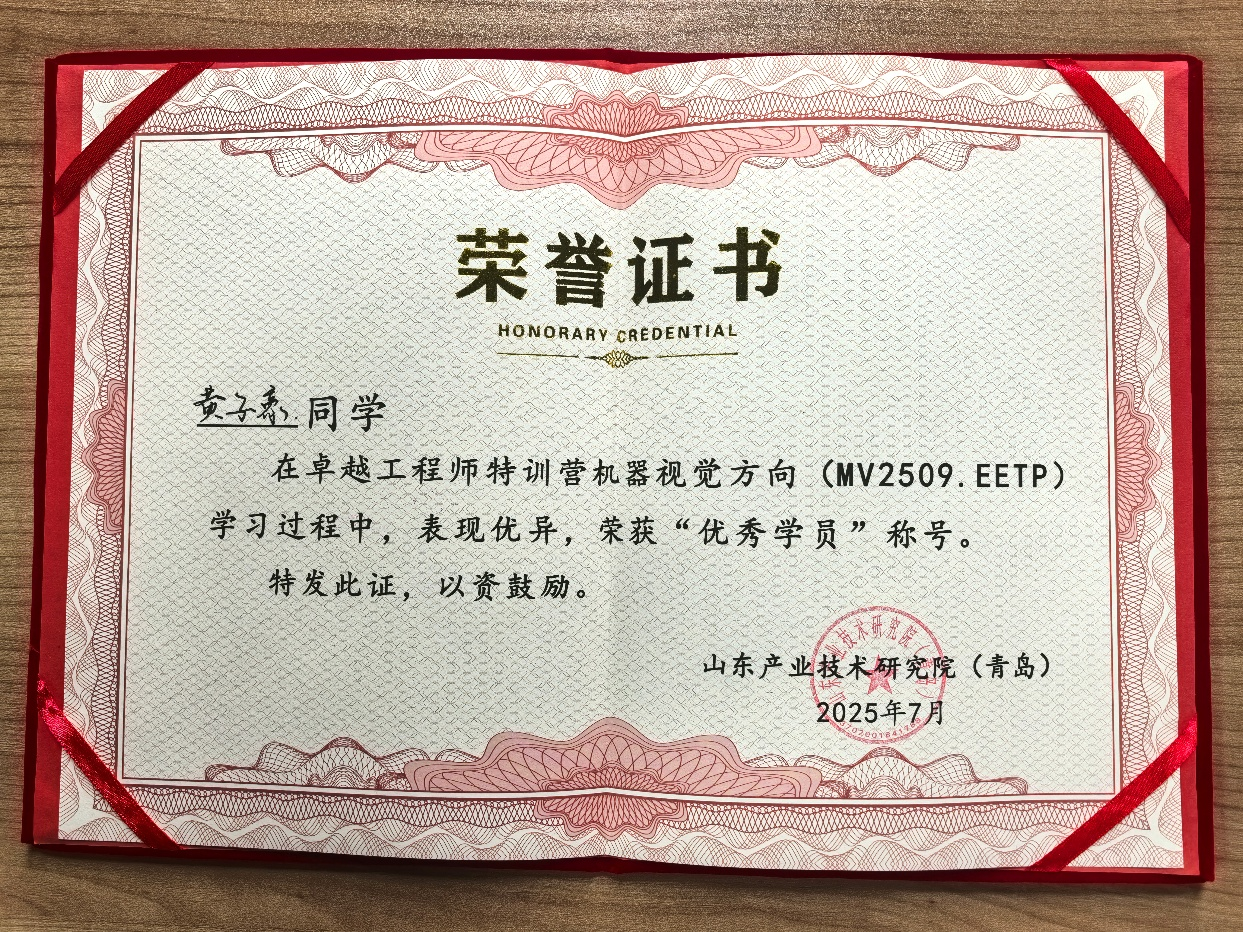 荣誉证书
HONORARY CREDENTIAL
黄子豪同学
在卓越工程师特训营机器视觉方向（MV2509.EETP）
学习过程中，表现优异，荣获“优秀学员”称号。
特发此证，以资鼓励。
山东产业技术研究院（青岛）
2025年7月